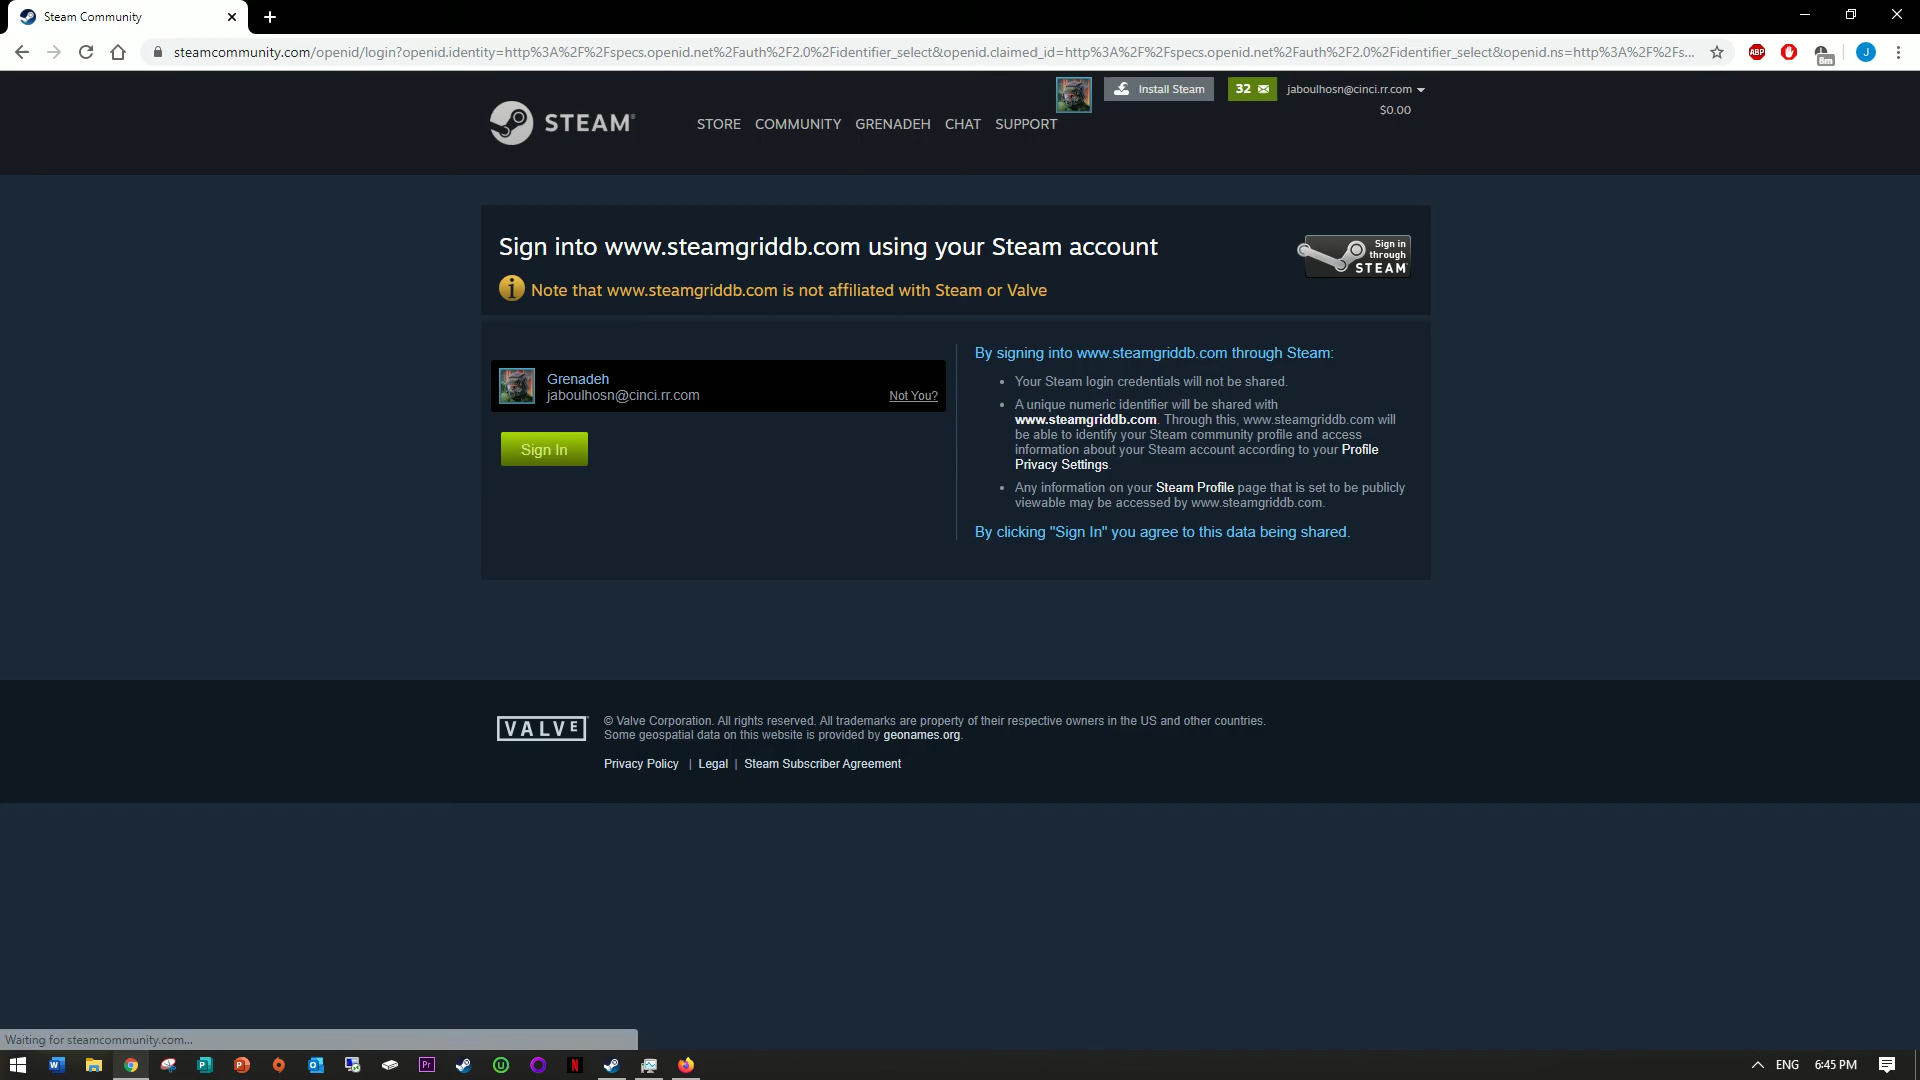 Steam Community
steamcommunity.com/openid/login?openid.identity=http%3A%2F%2Fspecs.openid.net%2Fauth%2F2.0%2Fidentifier_select&openid.claimed_id=http%3A%2F%2Fspecs.openid.net%2Fauth%2F2.0%2Fidentifier_select&openid.ns=http%3A%2F%2Fs...
ABP
8m
J
Install Steam
32
jaboulhosn@cinci.rr.com
$0.00
STEAM®
STORE COMMUNITY GRENADEH CHAT SUPPORT
Sign into www.steamgriddb.com using your Steam account
Sign in
through
STEAM
Note that www.steamgriddb.com is not affiliated with Steam or Valve
Grenadeh
jaboulhosn@cinci.rr.com
Not You?
Sign In
By signing into www.steamgriddb.com through Steam:
• Your Steam login credentials will not be shared.
• A unique numeric identifier will be shared with
www.steamgriddb.com. Through this, www.steamgriddb.com will
be able to identify your Steam community profile and access
information about your Steam account according to your Profile
Privacy Settings.
• Any information on your Steam Profile page that is set to be publicly
viewable may be accessed by www.steamgriddb.com.
By clicking "Sign In" you agree to this data being shared.
VALVE
© Valve Corporation. All rights reserved. All trademarks are property of their respective owners in the US and other countries.
Some geospatial data on this website is provided by geonames.org.
Privacy Policy | Legal | Steam Subscriber Agreement
Waiting for steamcommunity.com...
ENG
6:45 PM